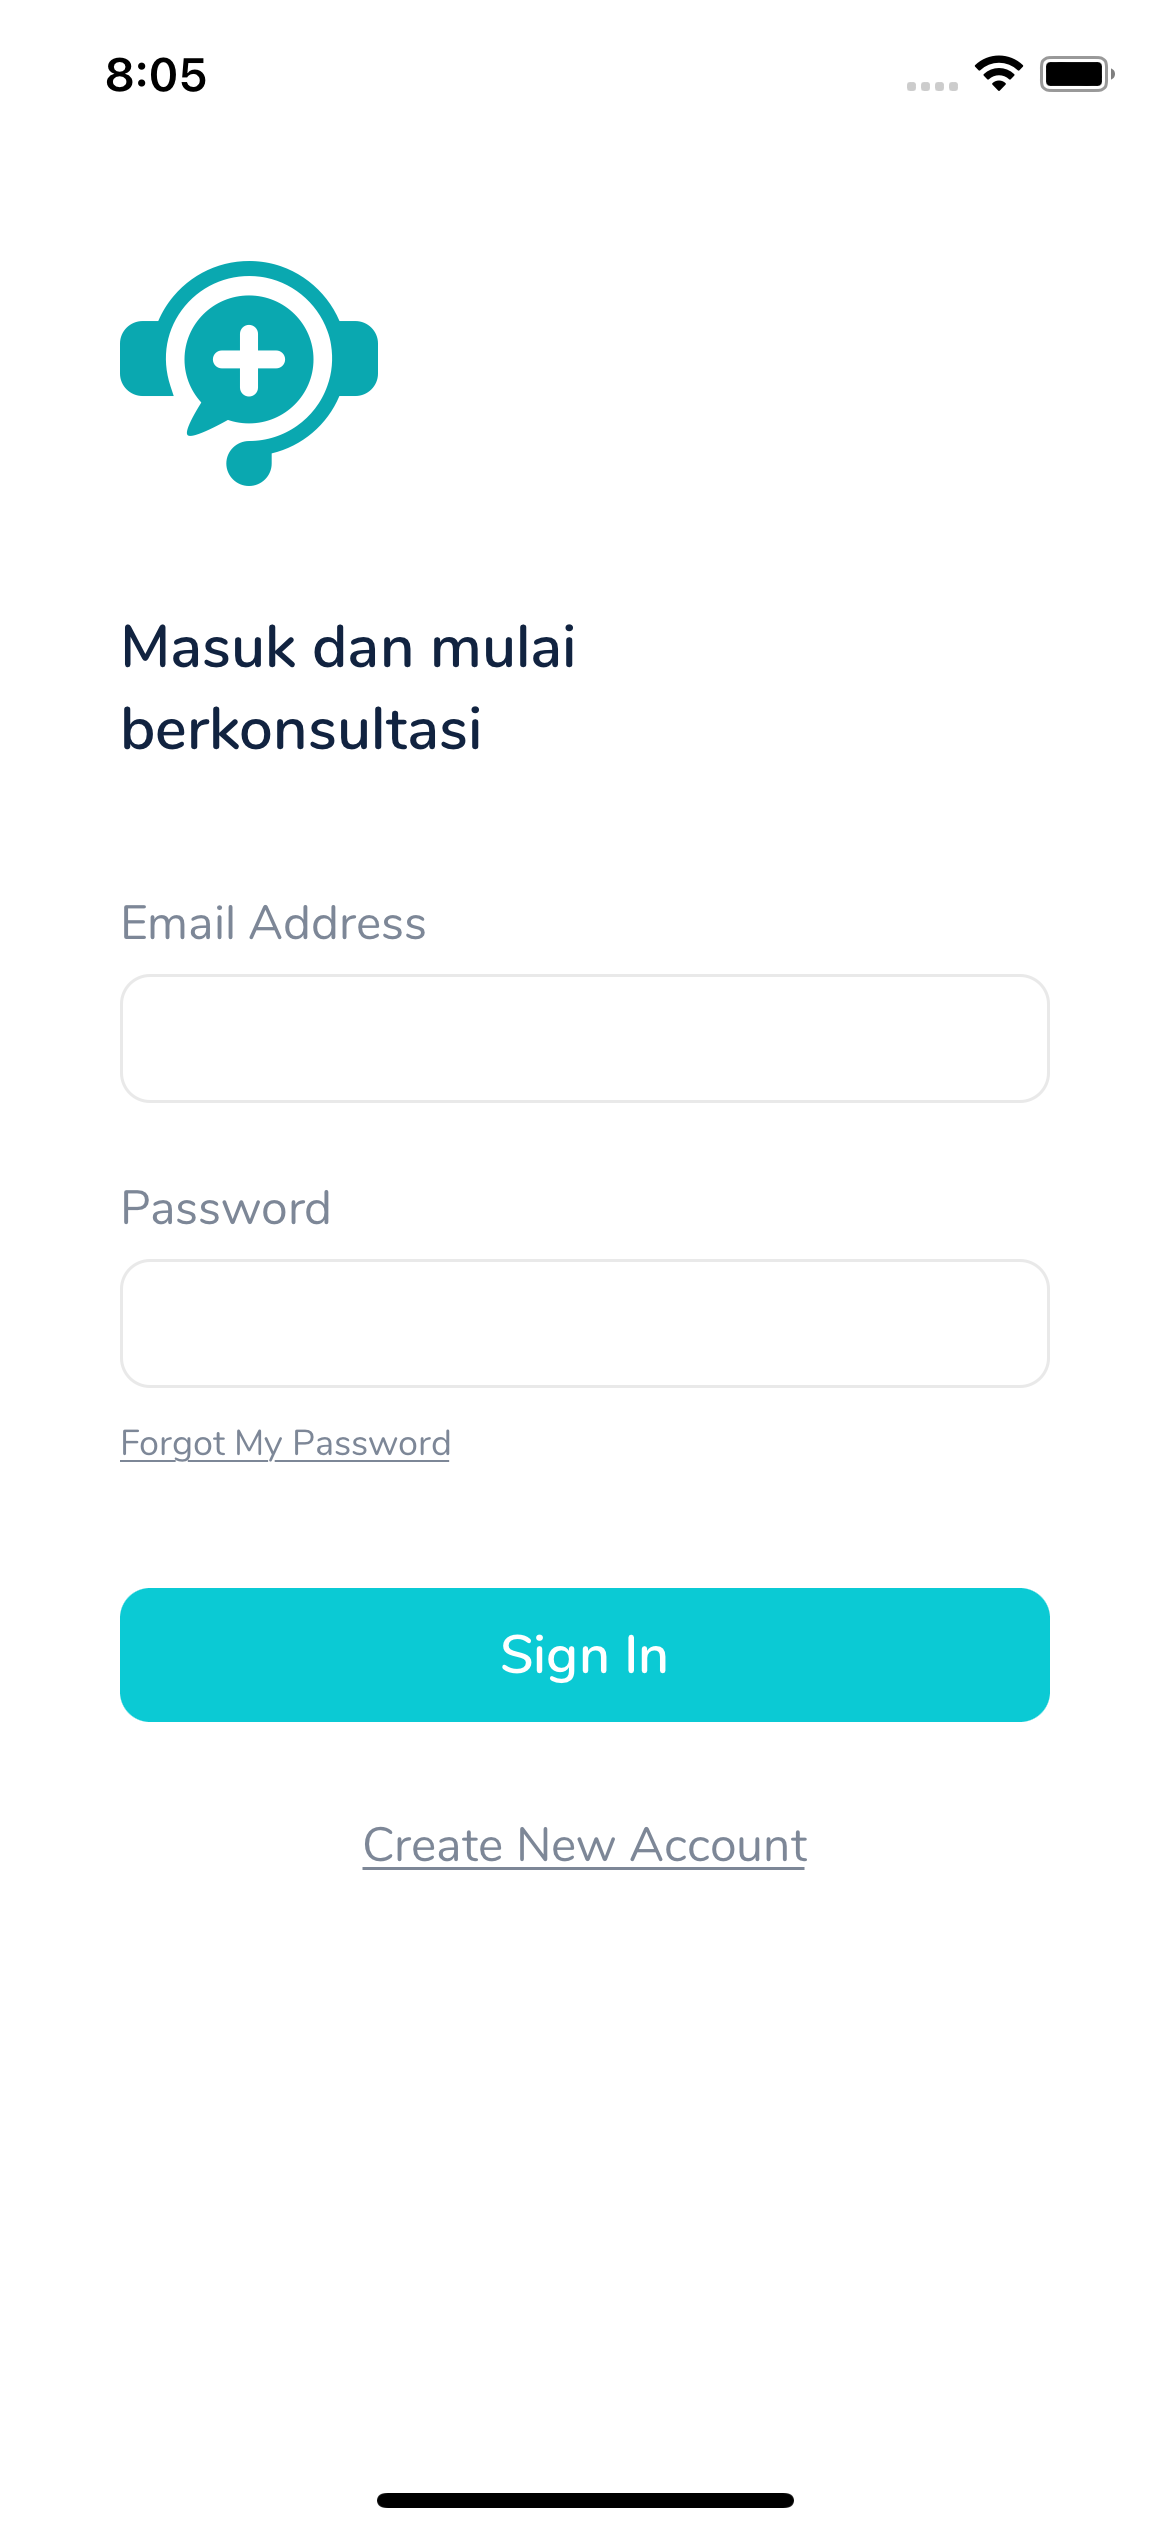 8:05
Masuk dan mulai
berkonsultasi
Email Address
Password
Forgot My Password
Sign In
Create New Account